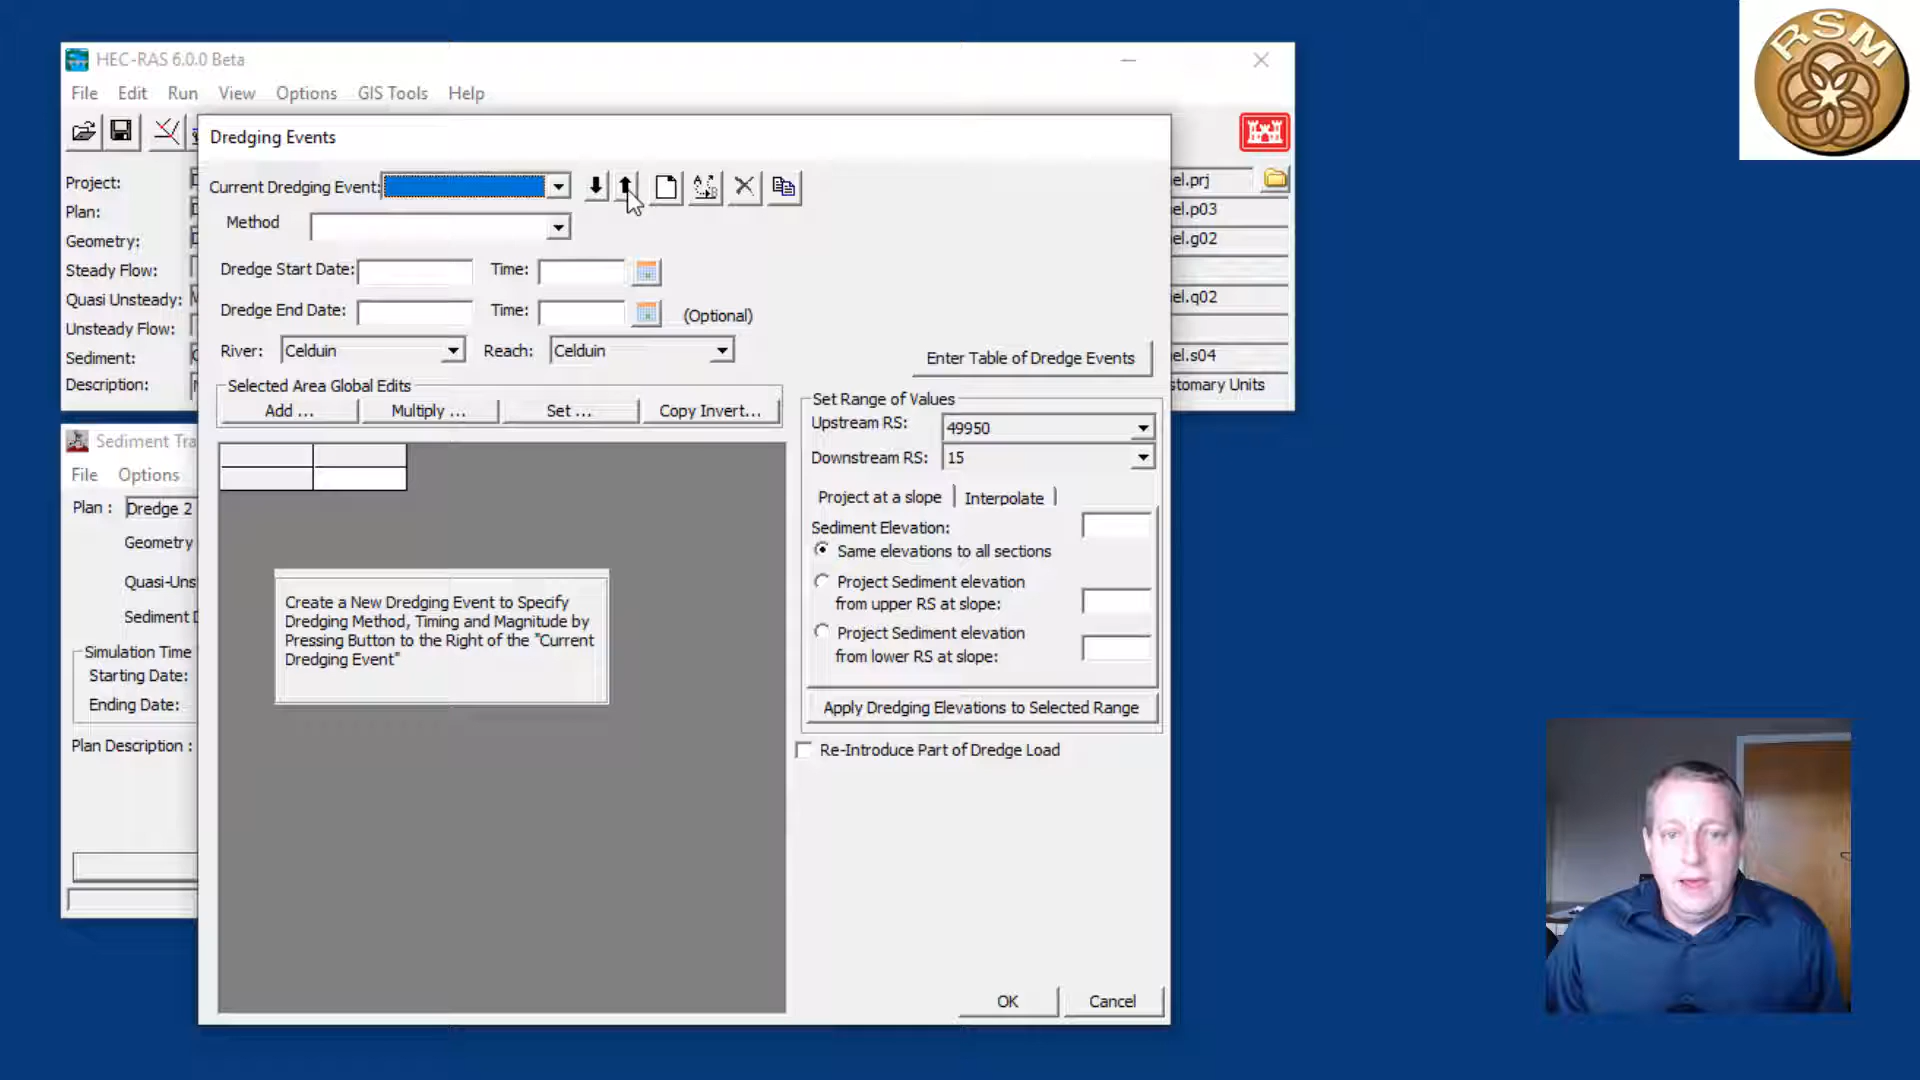 HEC-RAS 6.0.0 Beta
File Edit Run View Options GIS Tools Help
Dredging Events
Current Dredging Event:
Method
Dredge Start Date: Time:
Dredge End Date: Time: (Optional)
River: Celduin Reach: Celduin
Enter Table of Dredge Events
Selected Area Global Edits
Add ... Multiply ... Set ... Copy Invert...
Set Range of Values
Upstream RS: 49950
Downstream RS: 15
Project at a slope Interpolate
Sediment Elevation:
Same elevations to all sections
Project Sediment elevation
from upper RS at slope:
Project Sediment elevation
from lower RS at slope:
Apply Dredging Elevations to Selected Range
Re-Introduce Part of Dredge Load
Create a New Dredging Event to Specify
Dredging Method, Timing and Magnitude by
Pressing Button to the Right of the "Current
Dredging Event"
OK Cancel
Project: el.prj
Plan: el.p03
Geometry: el.g02
Steady Flow:
Quasi Unsteady: el.q02
Unsteady Flow:
Sediment: el.s04
Description: stomary Units
Sediment Tra
File Options
Plan : Dredge 2
Geometry
Quasi-Uns
Sediment D
Simulation Time
Starting Date:
Ending Date:
Plan Description :
RSM